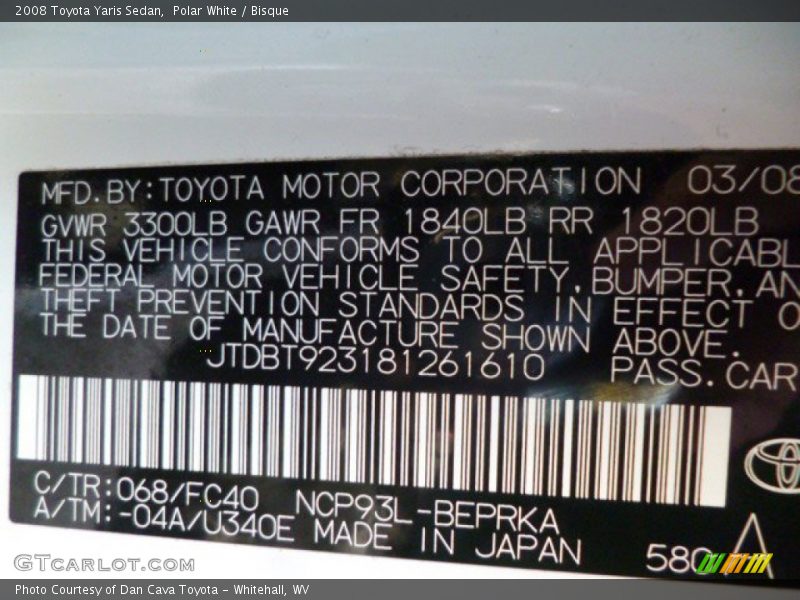 2008 Toyota Yaris Sedan, Polar White / Bisque
MFD. BY: TOYOTA MOTOR CORPORATION 03/08
GVWR 3300LB GAWR FR 1840LB RR 1820LB
THIS VEHICLE CONFORMS TO ALL APPLICABL
FEDERAL MOTOR VEHICLE SAFETY, BUMPER, AN
THEFT PREVENTION STANDARDS IN EFFECT O
THE DATE OF MANUFACTURE SHOWN ABOVE.
JTDBT923181261610 PASS. CAR
C/TR: 068/FC40 NCP93L-BEPRKA
A/TM: -04A/U340E MADE IN JAPAN
580 A
GTCARLOT.COM
Photo Courtesy of Dan Cava Toyota - Whitehall, WV